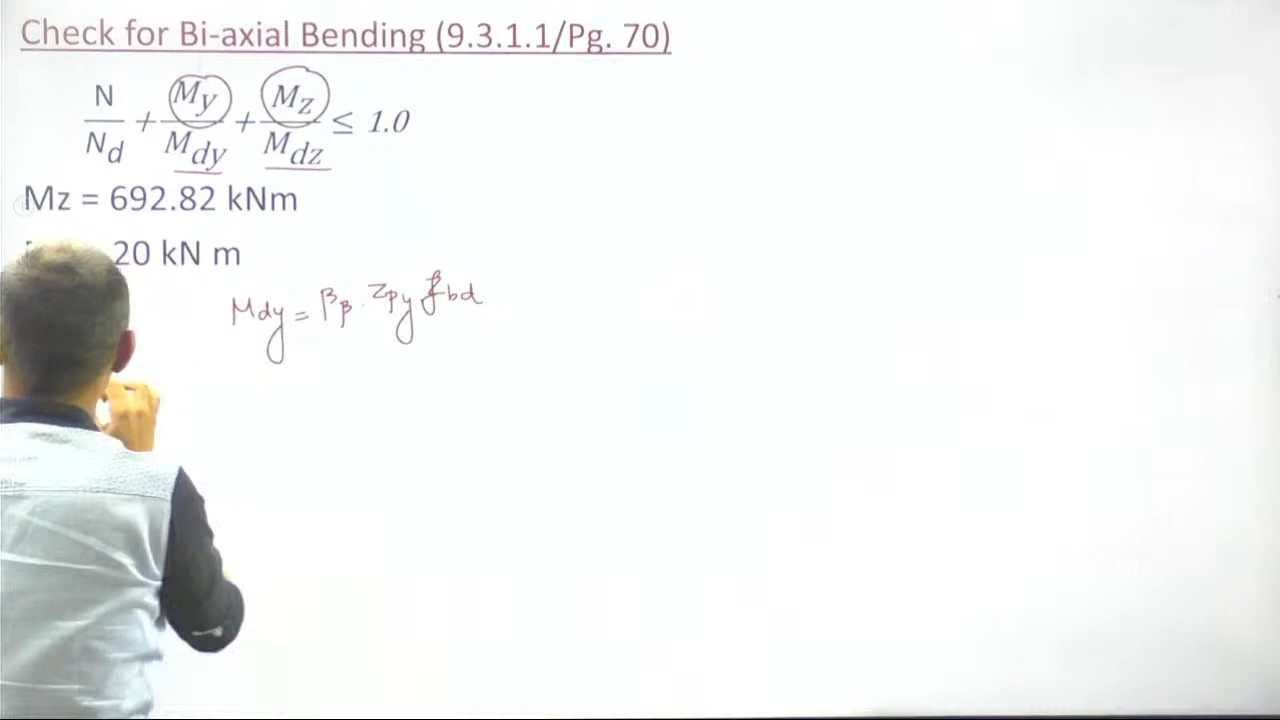 Check for Bi-axial Bending (9.3.1.1/Pg. 70)
N/Nd + My/Mdy + Mz/Mdz ≤ 1.0
Mz = 692.82 kNm
20 kN m
Mdy = βp . Zpy fbd